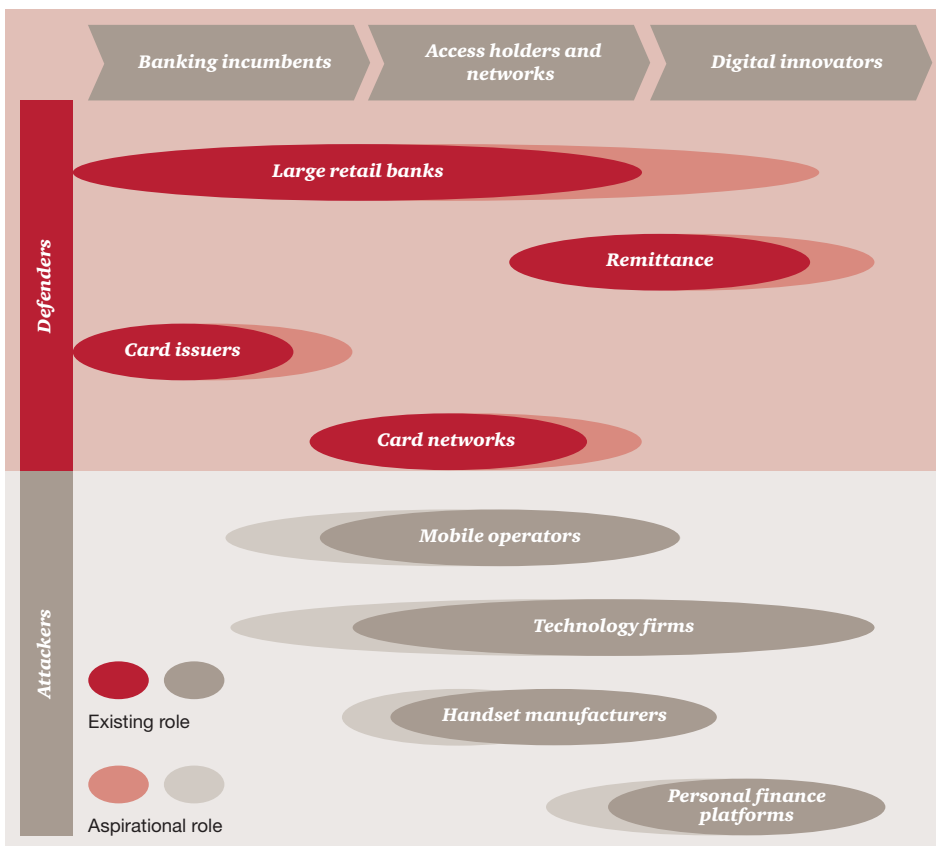 Banking incumbents
Access holders and
networks
Digital innovators
Defenders
Large retail banks
Remittance
Card issuers
Card networks
Attackers
Mobile operators
Technology firms
Handset manufacturers
Personal finance
platforms
Existing role
Aspirational role